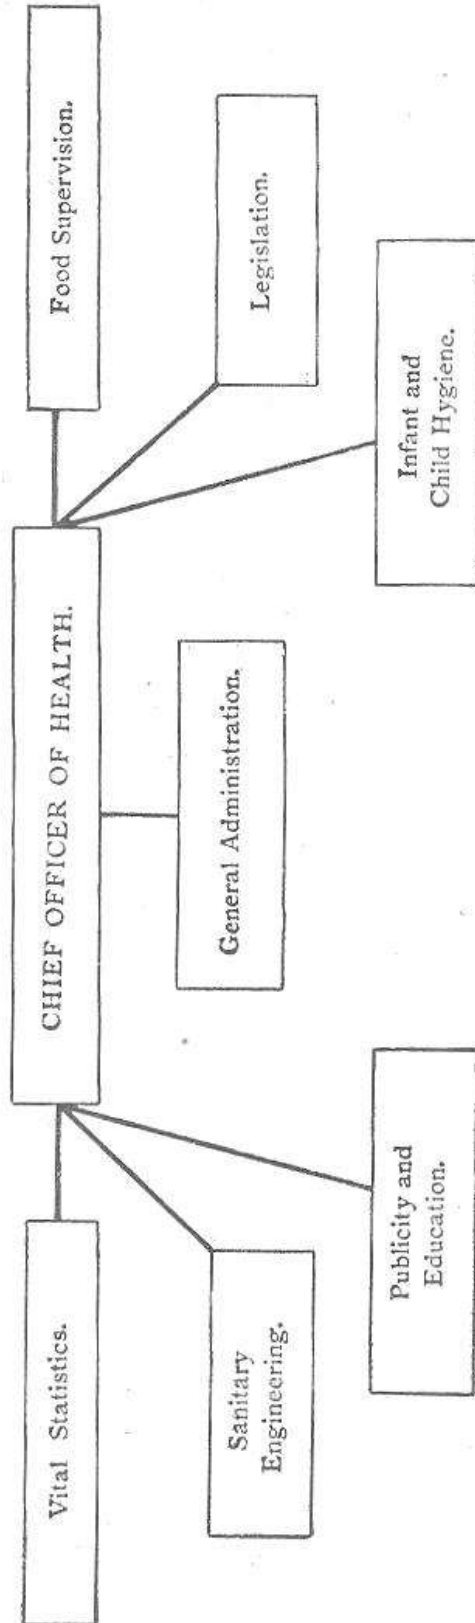 Vital Statistics.
CHIEF OFFICER OF HEALTH.
Food Supervision.
Sanitary
Engineering.
General Administration.
Legislation.
Publicity and
Education.
Infant and
Child Hygiene.